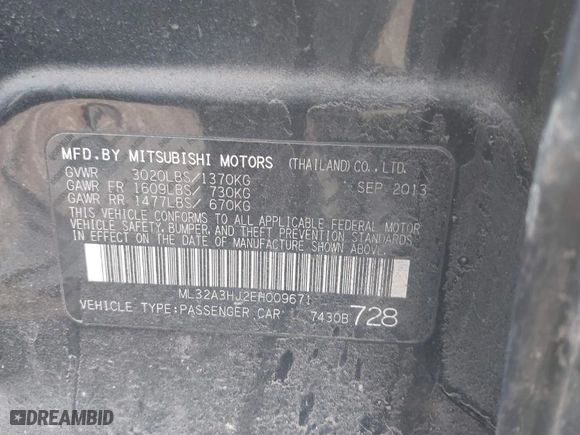 MFD.BY MITSUBISHI MOTORS (THAILAND)CO.,LTD.
GVWR 3020LBS/1370KG SEP 2013
GAWR FR 1609LBS/ 730KG
GAWR RR 1477LBS/ 670KG
THIS VEHICLE CONFORMS TO ALL APPLICABLE FEDERAL MOTOR
VEHICLE SAFETY,BUMPER,AND THEFT PREVENTION STANDARDS
IN EFFECT ON THE DATE OF MANUFACTURE SHOWN ABOVE.
ML32A3HJ2EH009671
VEHICLE TYPE:PASSENGER CAR 7430B 728
DREAMBID